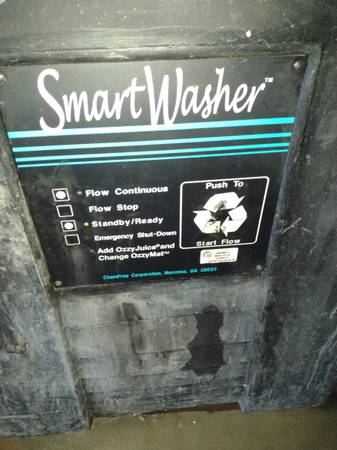 SmartWasher™
Flow Continuous
Flow Stop
Standby/Ready
Emergency Shut-Down
Add OzzyJuice® and
Change OzzyMat™
Push To
Start Flow
ChemFree Corporation, Norcross, GA 30093